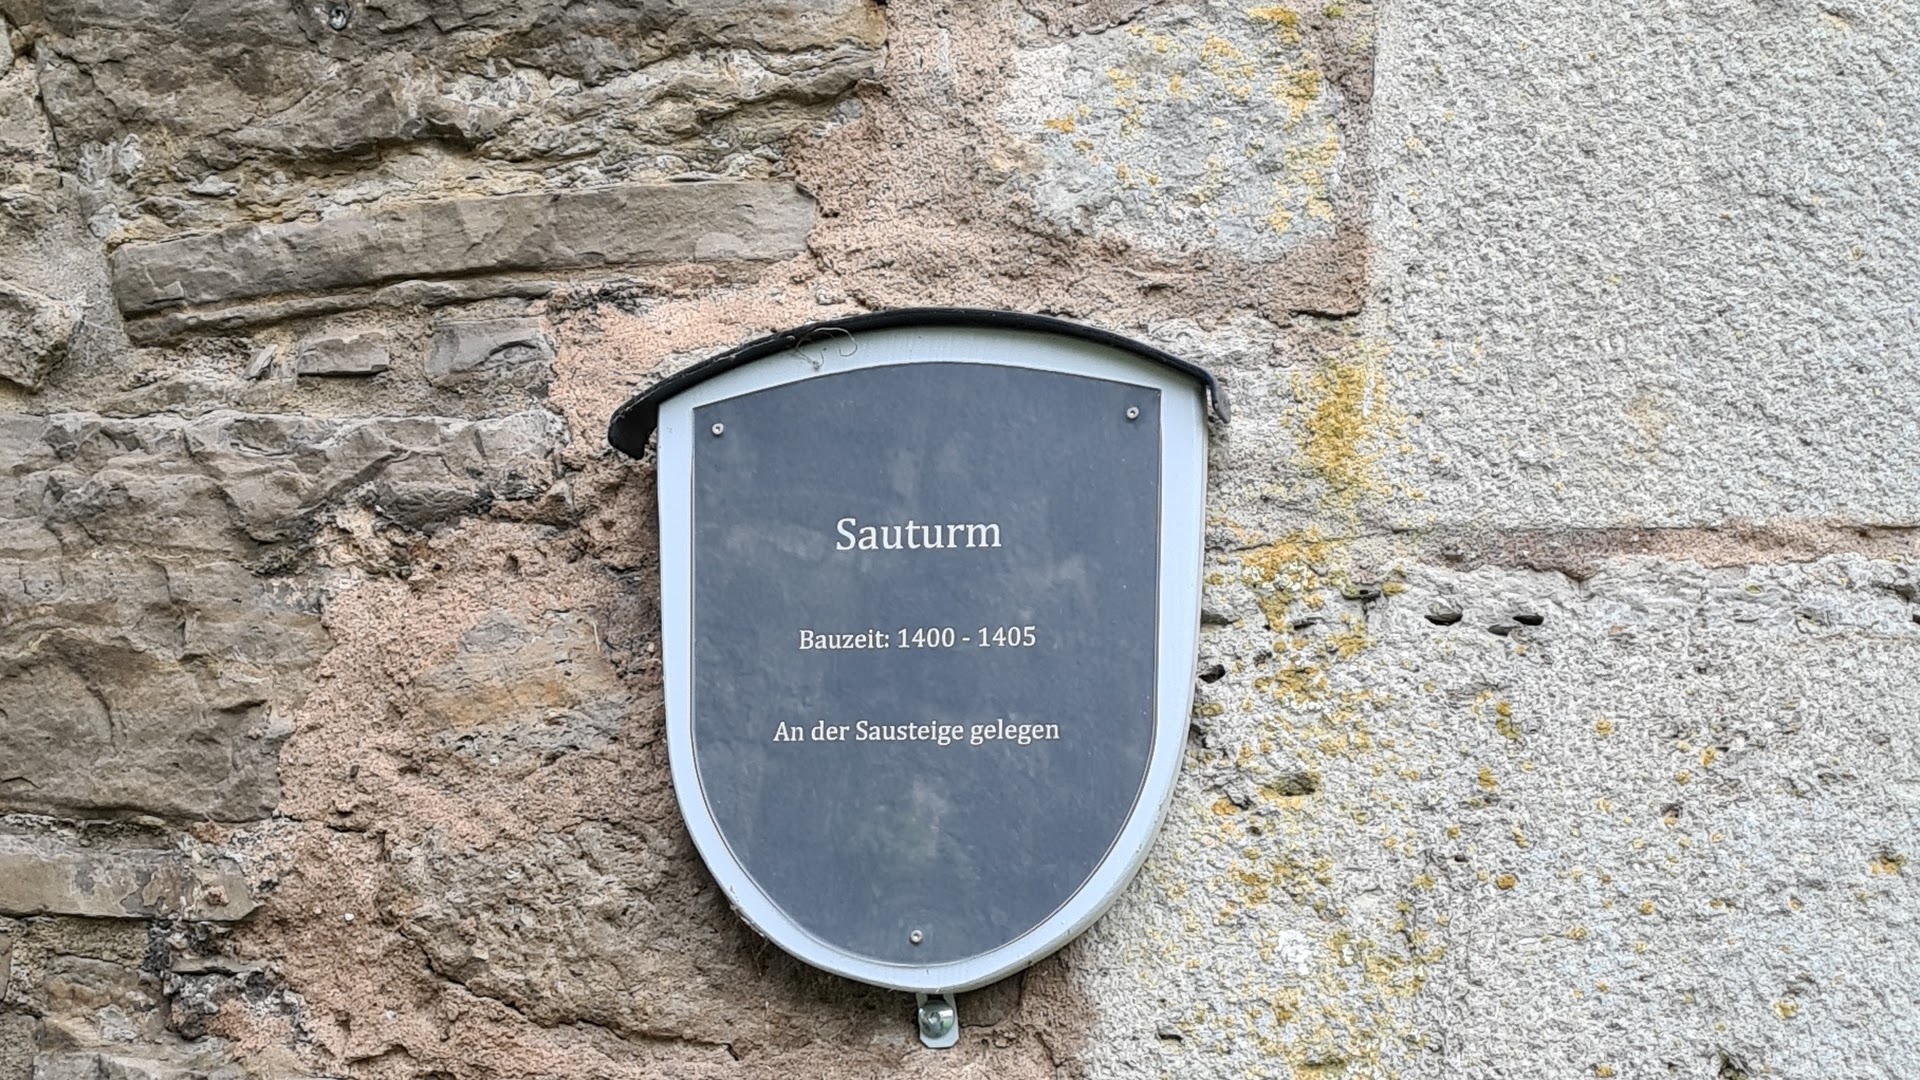 Sauturm
Bauzeit: 1400 - 1405
An der Sausteige gelegen